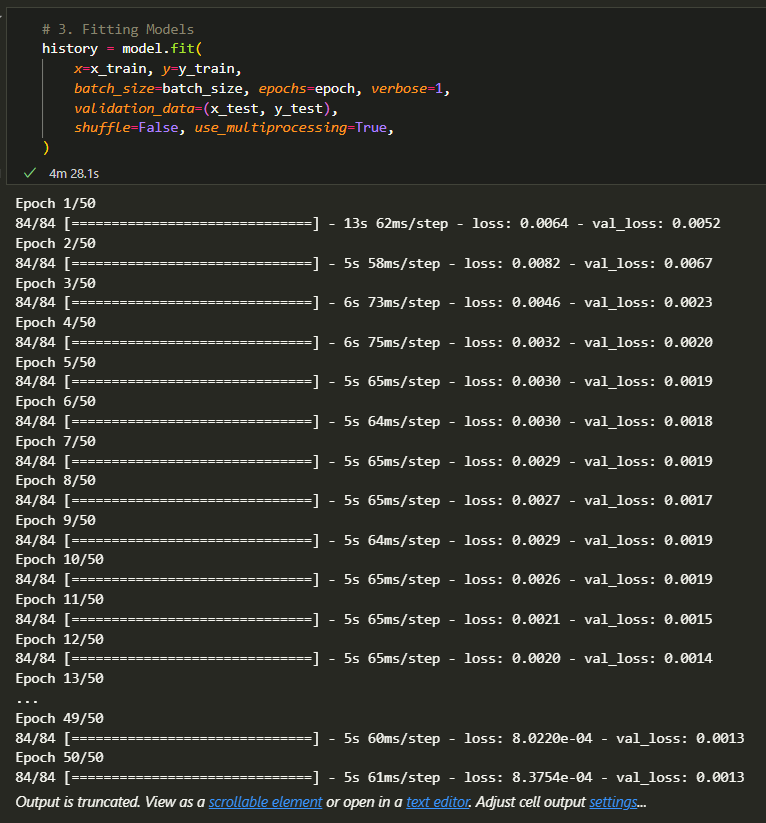 # 3. Fitting Models
history = model.fit(
x=x_train, y=y_train,
batch_size=batch_size, epochs=epoch, verbose=1,
validation_data=(x_test, y_test),
shuffle=False, use_multiprocessing=True,
)
4m 28.1s
Epoch 1/50
84/84 [==============================] - 13s 62ms/step - loss: 0.0064 - val_loss: 0.0052
Epoch 2/50
84/84 [==============================] - 5s 58ms/step - loss: 0.0082 - val_loss: 0.0067
Epoch 3/50
84/84 [==============================] - 6s 73ms/step - loss: 0.0046 - val_loss: 0.0023
Epoch 4/50
84/84 [==============================] - 6s 75ms/step - loss: 0.0032 - val_loss: 0.0020
Epoch 5/50
84/84 [==============================] - 5s 65ms/step - loss: 0.0030 - val_loss: 0.0019
Epoch 6/50
84/84 [==============================] - 5s 64ms/step - loss: 0.0030 - val_loss: 0.0018
Epoch 7/50
84/84 [==============================] - 5s 65ms/step - loss: 0.0029 - val_loss: 0.0019
Epoch 8/50
84/84 [==============================] - 5s 65ms/step - loss: 0.0027 - val_loss: 0.0017
Epoch 9/50
84/84 [==============================] - 5s 64ms/step - loss: 0.0029 - val_loss: 0.0019
Epoch 10/50
84/84 [==============================] - 5s 65ms/step - loss: 0.0026 - val_loss: 0.0019
Epoch 11/50
84/84 [==============================] - 5s 65ms/step - loss: 0.0021 - val_loss: 0.0015
Epoch 12/50
84/84 [==============================] - 5s 65ms/step - loss: 0.0020 - val_loss: 0.0014
Epoch 13/50
...
Epoch 49/50
84/84 [==============================] - 5s 60ms/step - loss: 8.0220e-04 - val_loss: 0.0013
Epoch 50/50
84/84 [==============================] - 5s 61ms/step - loss: 8.3754e-04 - val_loss: 0.0013
Output is truncated. View as a scrollable element or open in a text editor. Adjust cell output settings...